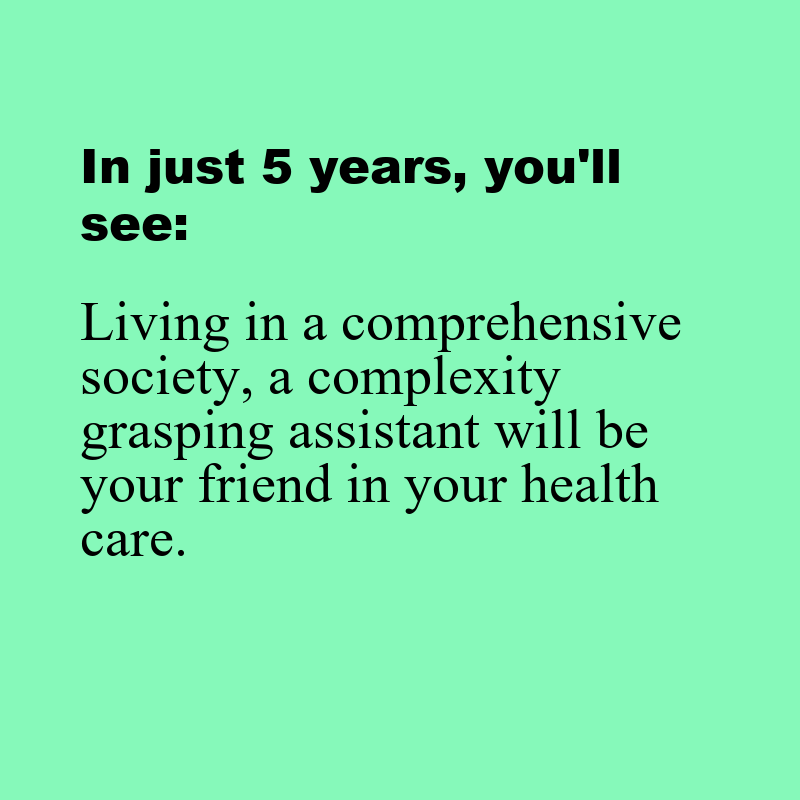 In just 5 years, you'll
see:
Living in a comprehensive
society, a complexity
grasping assistant will be
your friend in your health
care.